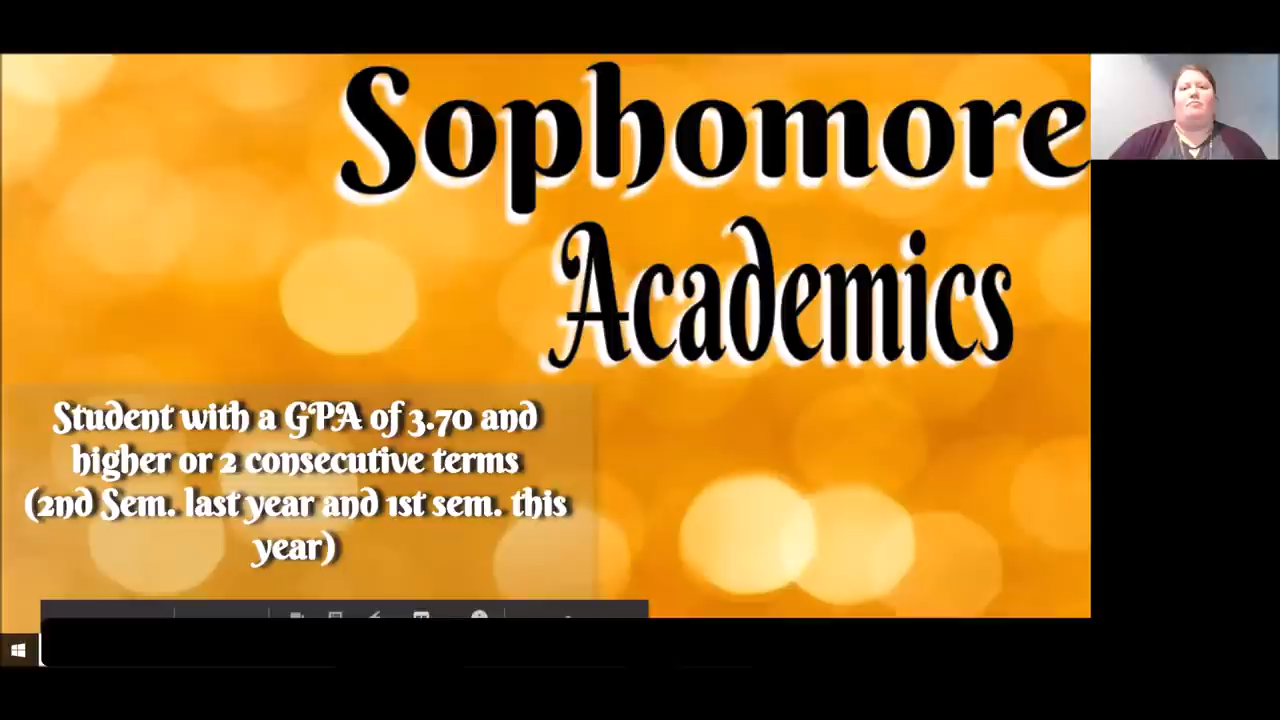 Sophomore
Academics
Student with a GPA of 3.70 and
higher or 2 consecutive terms
(2nd Sem. last year and 1st sem. this
year)